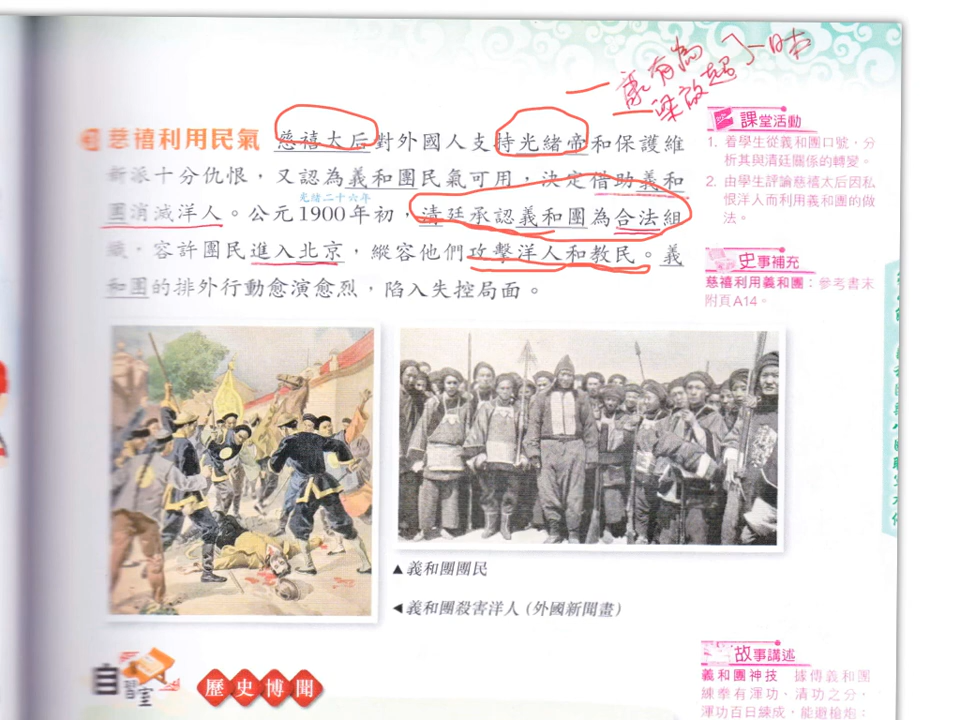 康有為
梁啟超
慈禧利用民氣 慈禧太后對外國人支持光緒帝和保護維
新派十分仇恨，又認為義和團民氣可用，決定借助義和
光緒二十六年
團消滅洋人。公元1900年初，清廷承認義和團為合法組
織，容許團民進入北京，縱容他們攻擊洋人和教民。義
和團的排外行動愈演愈烈，陷入失控局面。
▲義和團團民
◀義和團殺害洋人（外國新聞畫）
自習室
歷史博聞
課堂活動
1. 着學生從義和團口號，分
析其與清廷關係的轉變。
2. 由學生評論慈禧太后因私
恨洋人而利用義和團的做
法。
史事補充
慈禧利用義和團：參考書末
附頁A14。
故事講述
義和團神技 據傳義和團
練拳有渾功、清功之分，
渾功百日練成，能避槍炮；